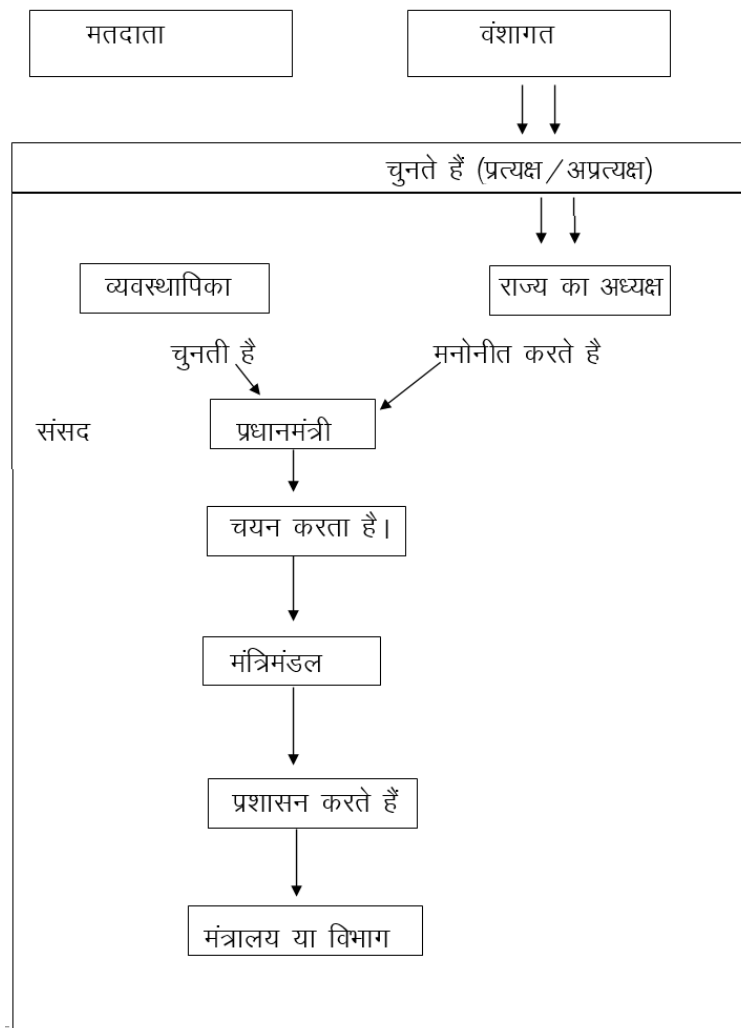 मतदाता
वंशागत
चुनते हैं (प्रत्यक्ष/अप्रत्यक्ष)
व्यवस्थापिका
राज्य का अध्यक्ष
चुनती है
मनोनीत करते है
संसद
प्रधानमंत्री
चयन करता है।
मंत्रिमंडल
प्रशासन करते हैं
मंत्रालय या विभाग